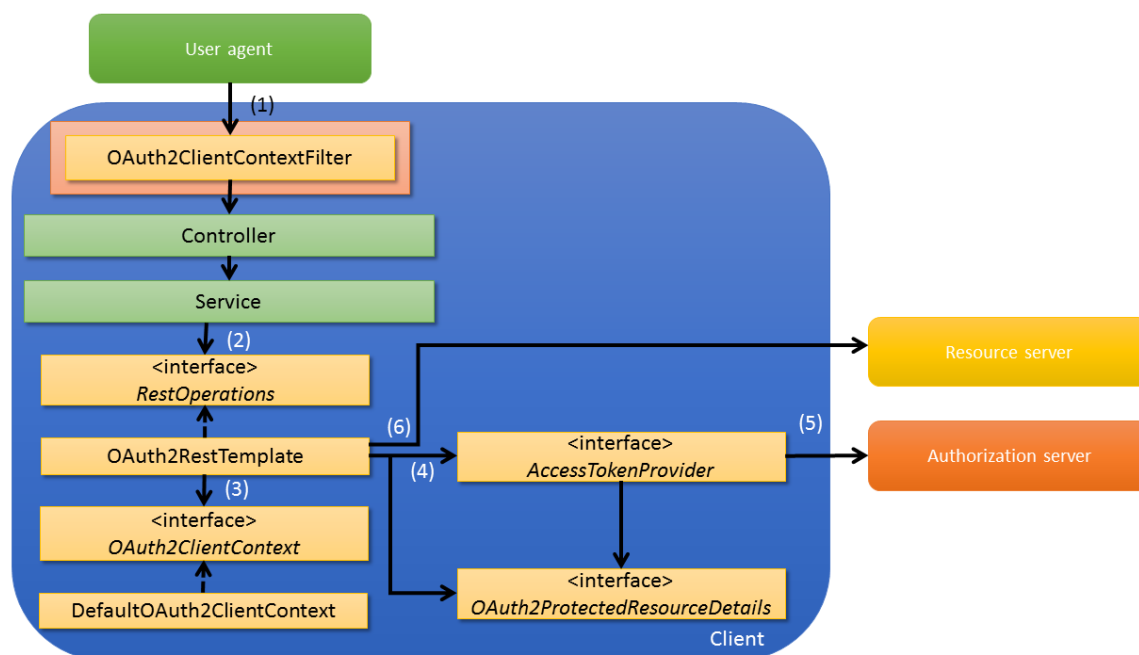 User agent
(1)
OAuth2ClientContextFilter
Controller
Service
(2)
<interface>
RestOperations
Resource server
(6)
(5)
OAuth2RestTemplate
(4)
<interface>
AccessTokenProvider
Authorization server
(3)
<interface>
OAuth2ClientContext
<interface>
OAuth2ProtectedResourceDetails
DefaultOAuth2ClientContext
Client